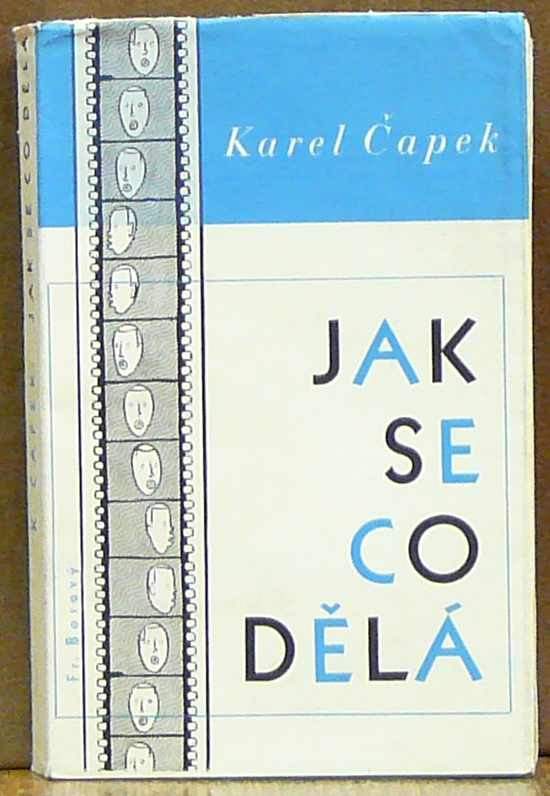 Karel Čapek
JAK
SE
CO
DĚLÁ
Fr. Borový
K. ČAPEK JAK SE CO DĚLÁ